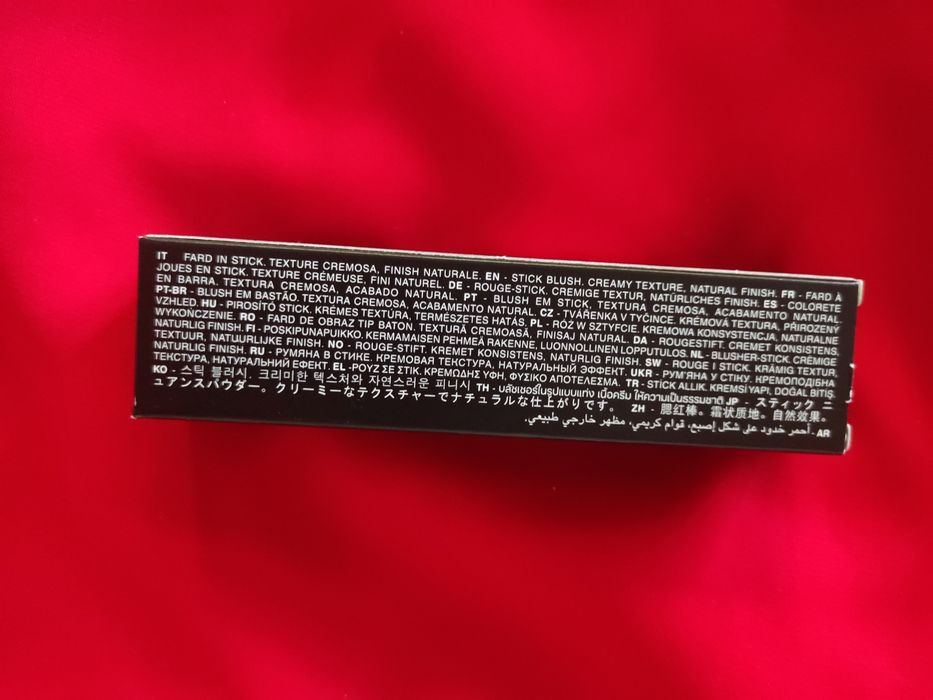 IT FARD IN STICK. TEXTURE CREMOSA, FINISH NATURALE. EN - STICK BLUSH. CREAMY TEXTURE, NATURAL FINISH. FR - FARD À
JOUES EN STICK. TEXTURE CRÉMEUSE, FINI NATUREL. DE - ROUGE-STICK. CREMIGE TEXTUR, NATÜRLICHES FINISH. ES - COLORETE
EN BARRA. TEXTURA CREMOSA, ACABADO NATURAL. PT - BLUSH EM STICK. TEXTURA CREMOSA, ACABAMENTO NATURAL.
PT-BR - BLUSH EM BASTÃO. TEXTURA CREMOSA, ACABAMENTO NATURAL. CZ - TVÁŘENKA V TYČINCE. KRÉMOVÁ TEXTURA, PŘIROZENÝ
VZHLED. HU - PIROSÍTÓ STICK. KRÉMES TEXTÚRA, TERMÉSZETES HATÁS. PL - RÓŻ W SZTYFCIE. KREMOWA KONSYSTENCJA, NATURALNE
WYKOŃCZENIE. RO - FARD DE OBRAZ TIP BATON. TEXTURĂ CREMOASĂ, FINISAJ NATURAL. DA - ROUGESTIFT. CREMET KONSISTENS,
NATURLIG FINISH. FI - POSKIPUNAPUIKKO. KERMAMAISEN PEHMEÄ RAKENNE, LUONNOLLINEN LOPPUTULOS. NL - BLUSHER-STICK. CRÈMIGE
TEXTUUR, NATUURLIJKE FINISH. NO - ROUGE-STIFT. KREMET KONSISTENS, NATURLIG FINISH. SW - ROUGE I STICK. KRÄMIG TEXTUR,
NATURLIG FINISH. RU - РУМЯНА В СТИКЕ. КРЕМОВАЯ ТЕКСТУРА, НАТУРАЛЬНЫЙ ЭФФЕКТ. UKR - РУМ'ЯНА У СТІКУ. КРЕМОПОДІБНА
ТЕКСТУРА, НАТУРАЛЬНИЙ ЕФЕКТ. EL - ΡΟΥΖ ΣΕ ΣΤΙΚ. ΚΡΕΜΩΔΗΣ ΥΦΗ, ΦΥΣΙΚΟ ΑΠΟΤΕΛΕΣΜΑ. TR - STICK ALLIK. KREMSİ YAPI, DOĞAL BİTİŞ.
KO - 스틱 블러시. 크리미한 텍스처와 자연스러운 피니시 TH - บลัชเชอร์ในรูปแบบแท่ง เนื้อครีม ให้ความเป็นธรรมชาติ JP - スティック ニ
ュアンスパウダー。クリーミーなテクスチャーでナチュラルな仕上がりです。 ZH - 腮红棒。霜状质地。自然效果。
AR - أحمر خدود على شكل إصبع، قوام كريمي، مظهر خارجي طبيعي.